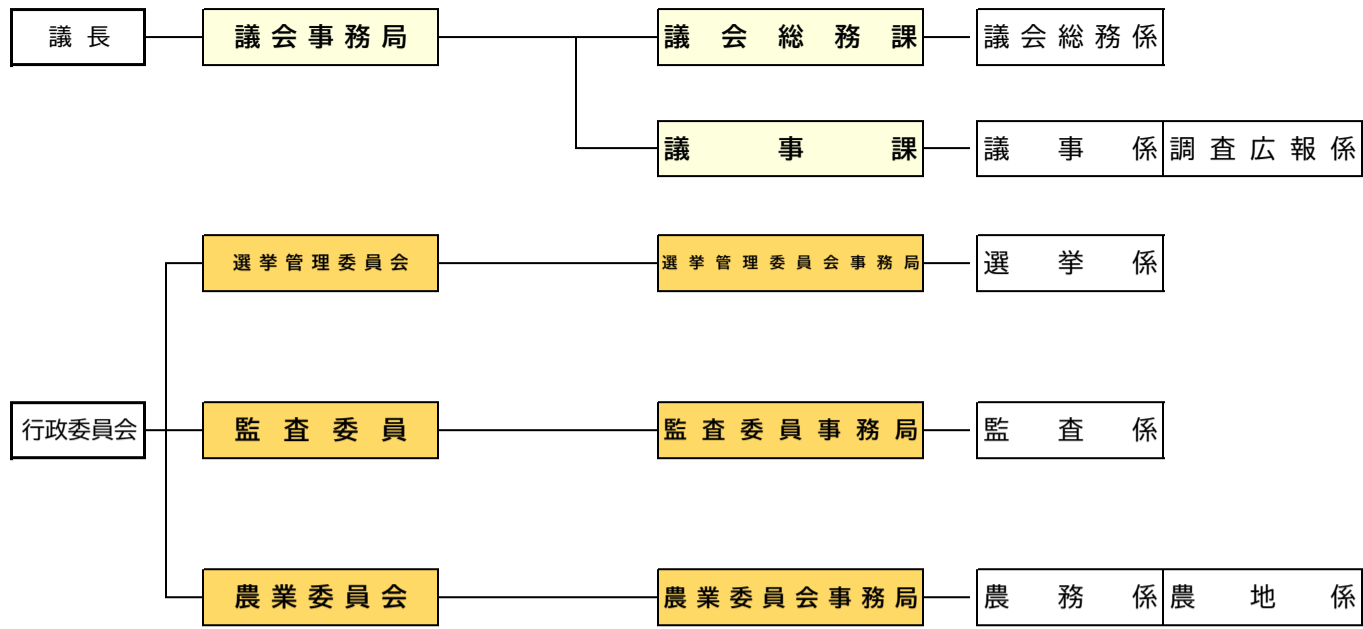 議長 議会事務局 議会総務課 議会総務係
議事課 議事係 調査広報係
選挙管理委員会 選挙管理委員会事務局 選挙係
行政委員会 監査委員 監査委員事務局 監査係
農業委員会 農業委員会事務局 農務係 農地係